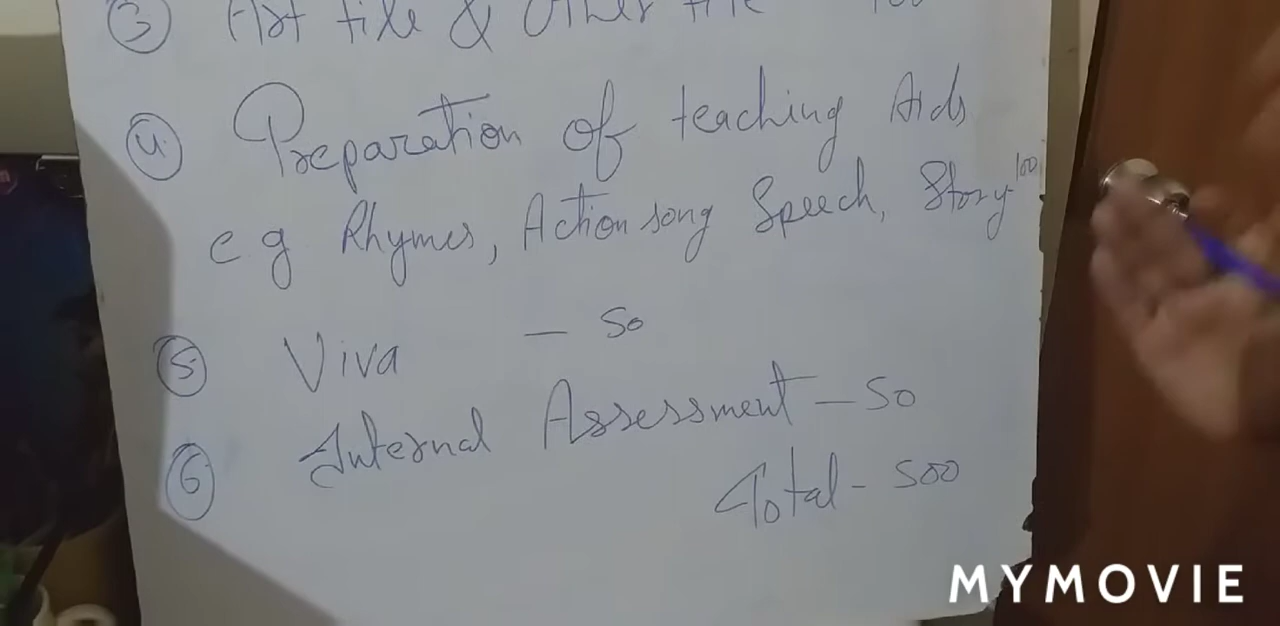 ③ Art file & Other file 100
④ Preparation of teaching Aids
e g Rhymes, Action song Speech, Story 100
⑤ Viva - 50
⑥ Internal Assessment - 50
Total - 500
MYMOVIE